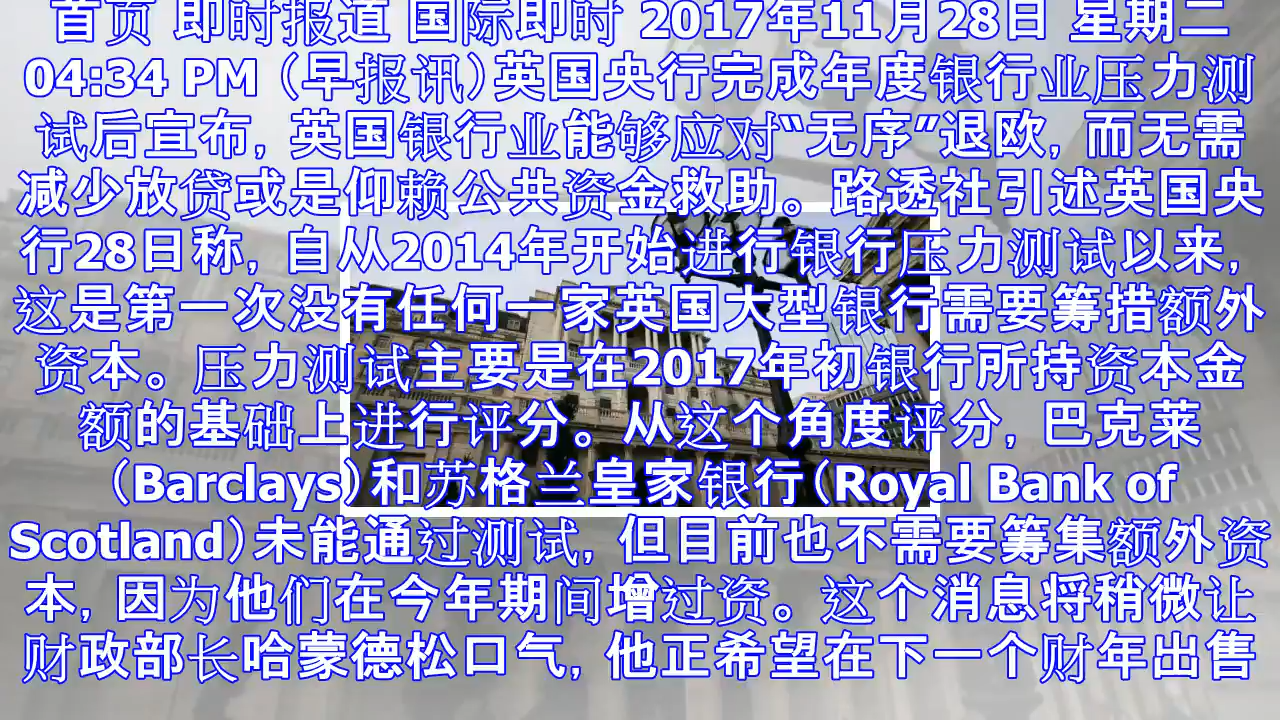 首页 即时报道 国际即时 2017年11月28日 星期二
04:34 PM (早报讯)英国央行完成年度银行业压力测
试后宣布, 英国银行业能够应对“无序”退欧, 而无需
减少放贷或是仰赖公共资金救助。路透社引述英国央
行28日称, 自从2014年开始进行银行压力测试以来,
这是第一次没有任何一家英国大型银行需要筹措额外
资本。压力测试主要是在2017年初银行所持资本金
额的基础上进行评分。从这个角度评分, 巴克莱
(Barclays)和苏格兰皇家银行(Royal Bank of
Scotland)未能通过测试, 但目前也不需要筹集额外资
本, 因为他们在今年期间增过资。这个消息将稍微让
财政部长哈蒙德松口气, 他正希望在下一个财年出售